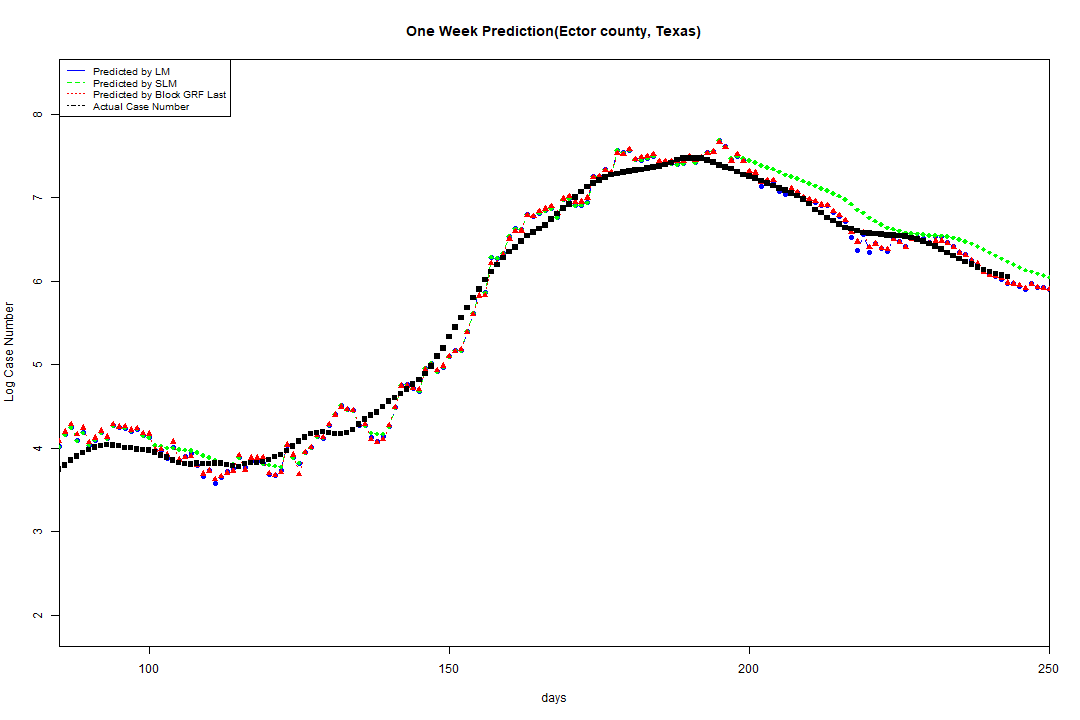 One Week Prediction(Ector county, Texas)
Predicted by LM
Predicted by SLM
Predicted by Block GRF Last
Actual Case Number
8
7
6
5
4
3
2
Log Case Number
100
150
200
250
days